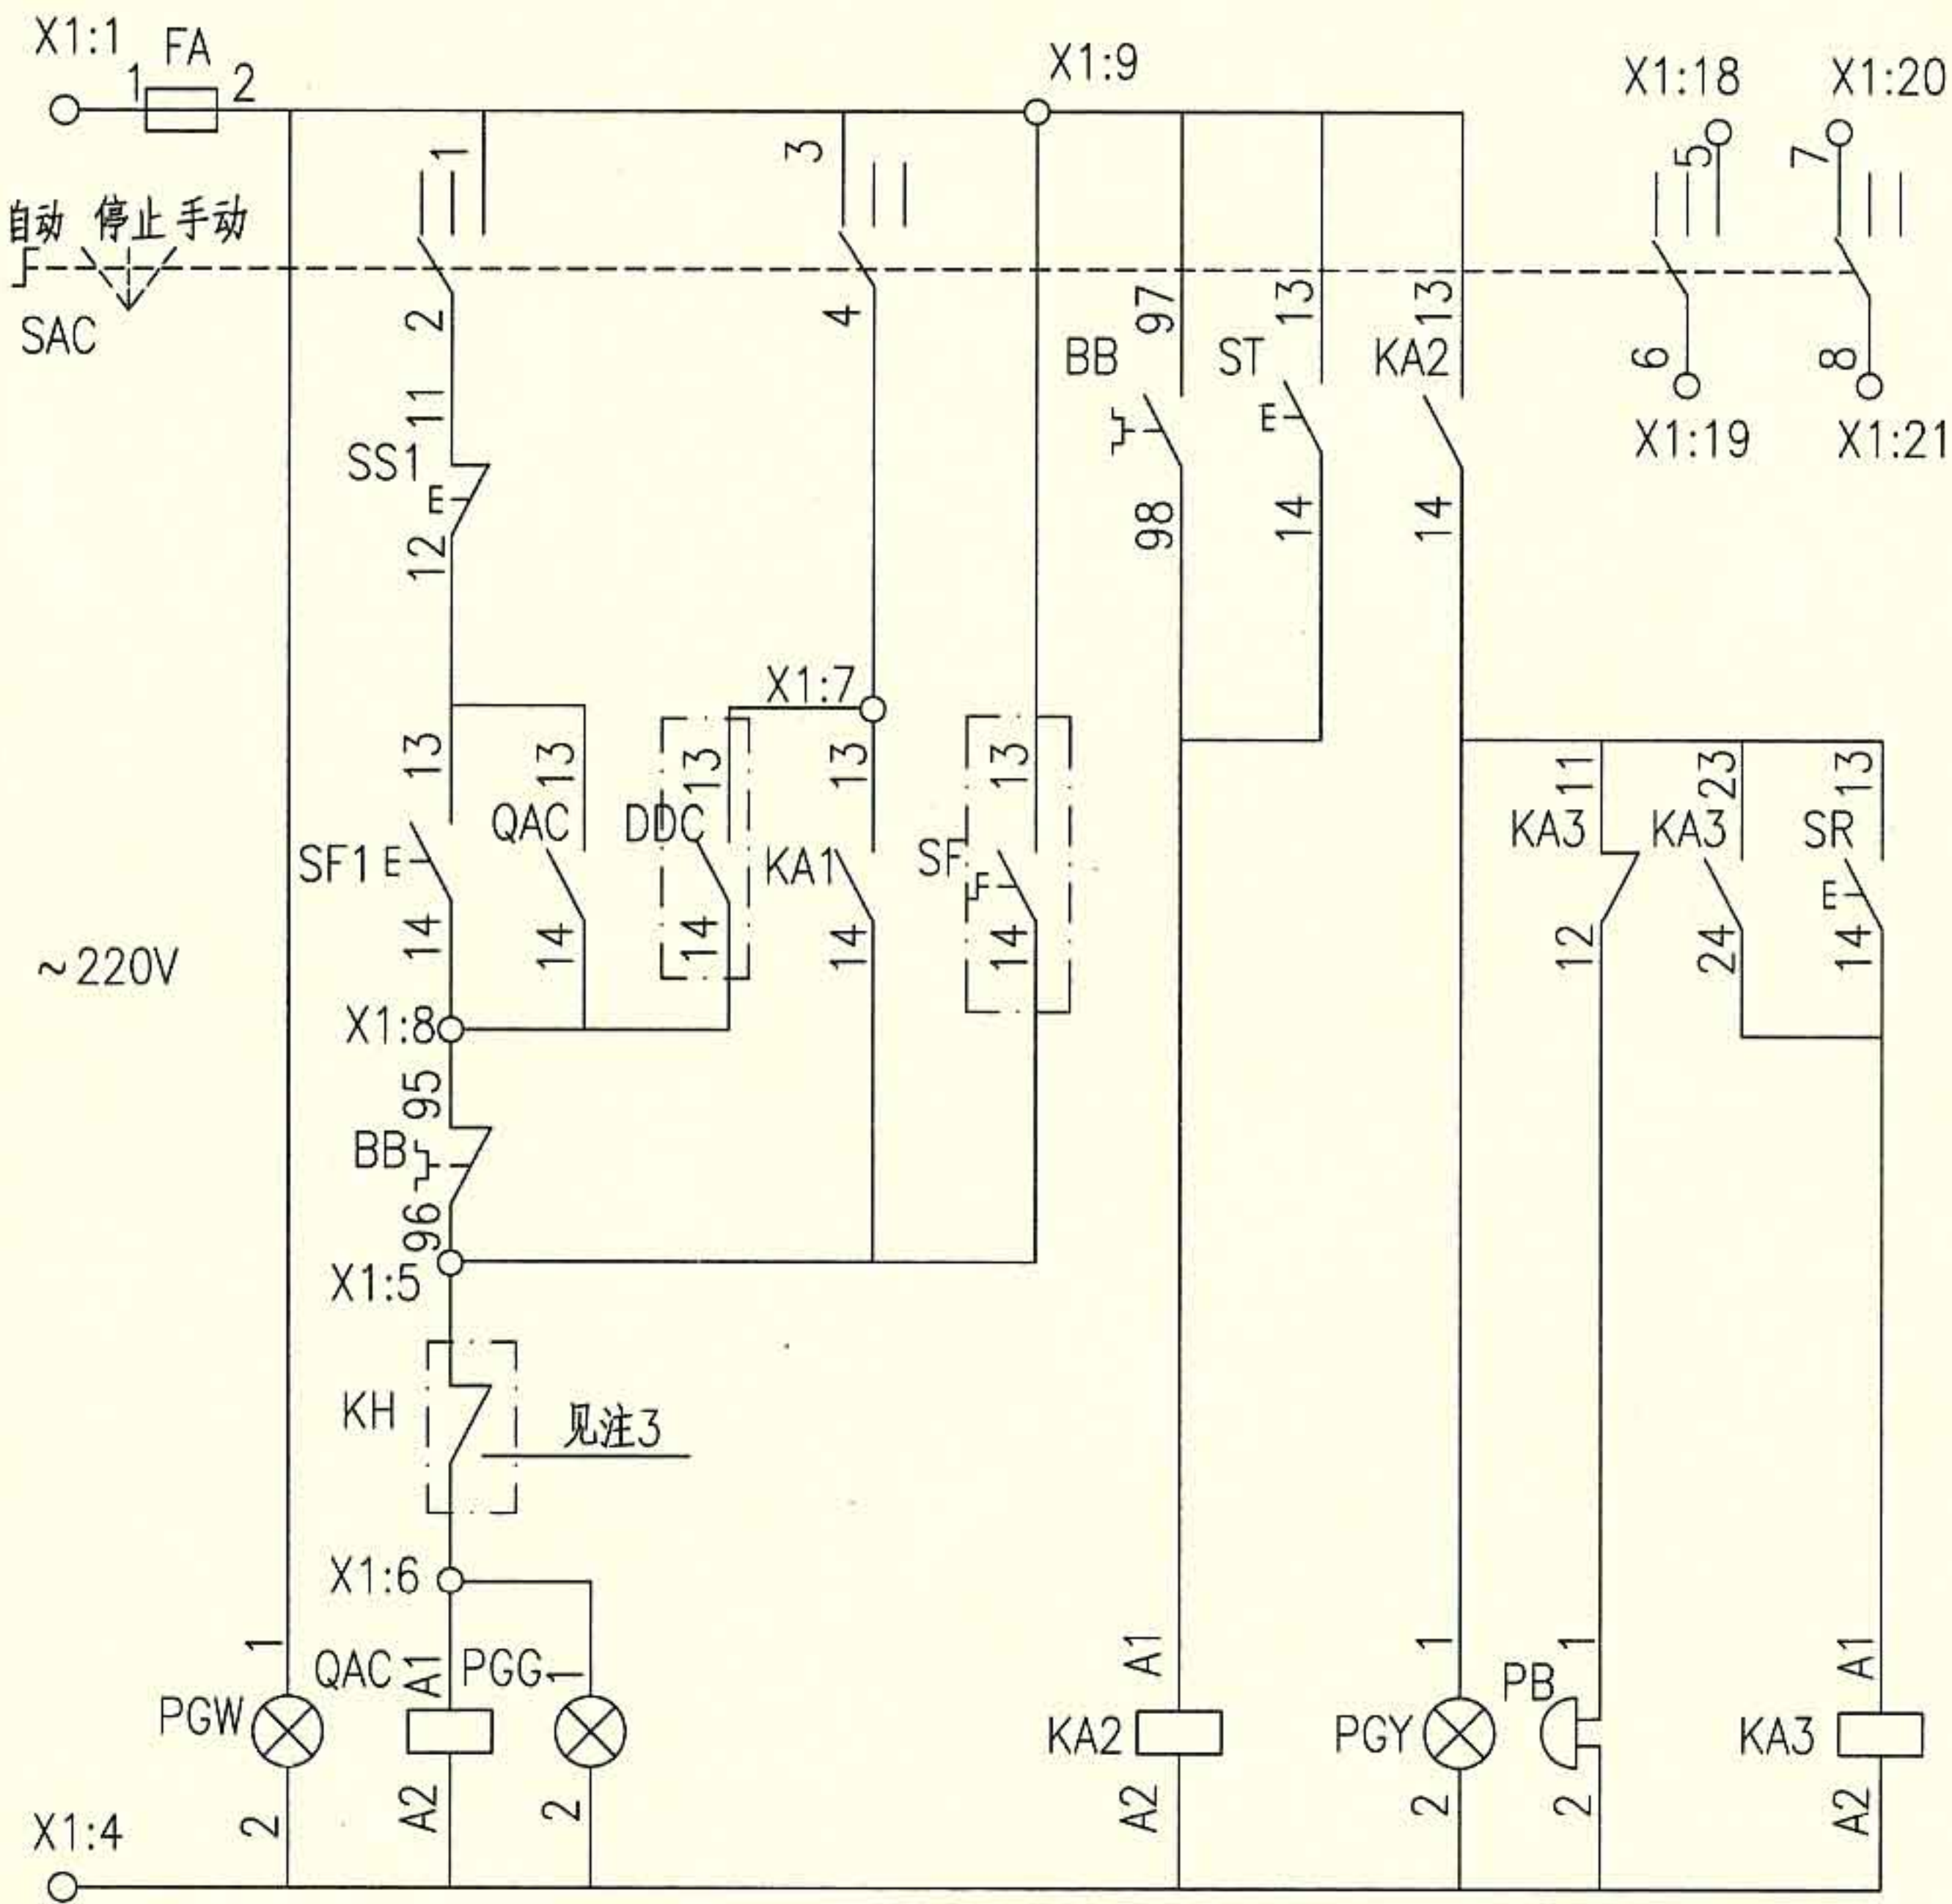 X1:1 FA X1:9 X1:18 X1:20
1 2
1 3 5 7
自动 停止 手动
SAC
2 4 97 13 13 6 8
BB ST KA2
X1:19 X1:21
11
SS1
E E
12 98 14 14
X1:7
13 13 13 13 13 11 23 13
SF1 E QAC DDC KA1 SF KA3 KA3 SR
E
14 14 14 14 14 12 24 14
~220V
X1:8
95
BB
96
X1:5
KH 见注3
X1:6
1 A1 1 A1 1 1 A1
PGW QAC PGG KA2 PGY PB KA3
2 A2 2 A2 2 2 A2
X1:4